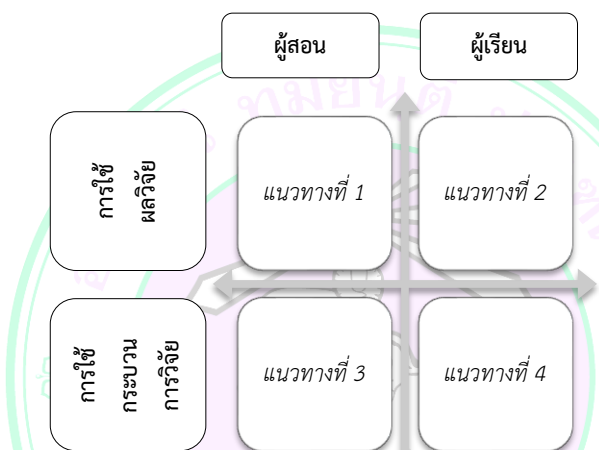 ผู้สอน
ผู้เรียน
การใช้
ผลวิจัย
แนวทางที่ 1
แนวทางที่ 2
การใช้
กระบวน
การวิจัย
แนวทางที่ 3
แนวทางที่ 4